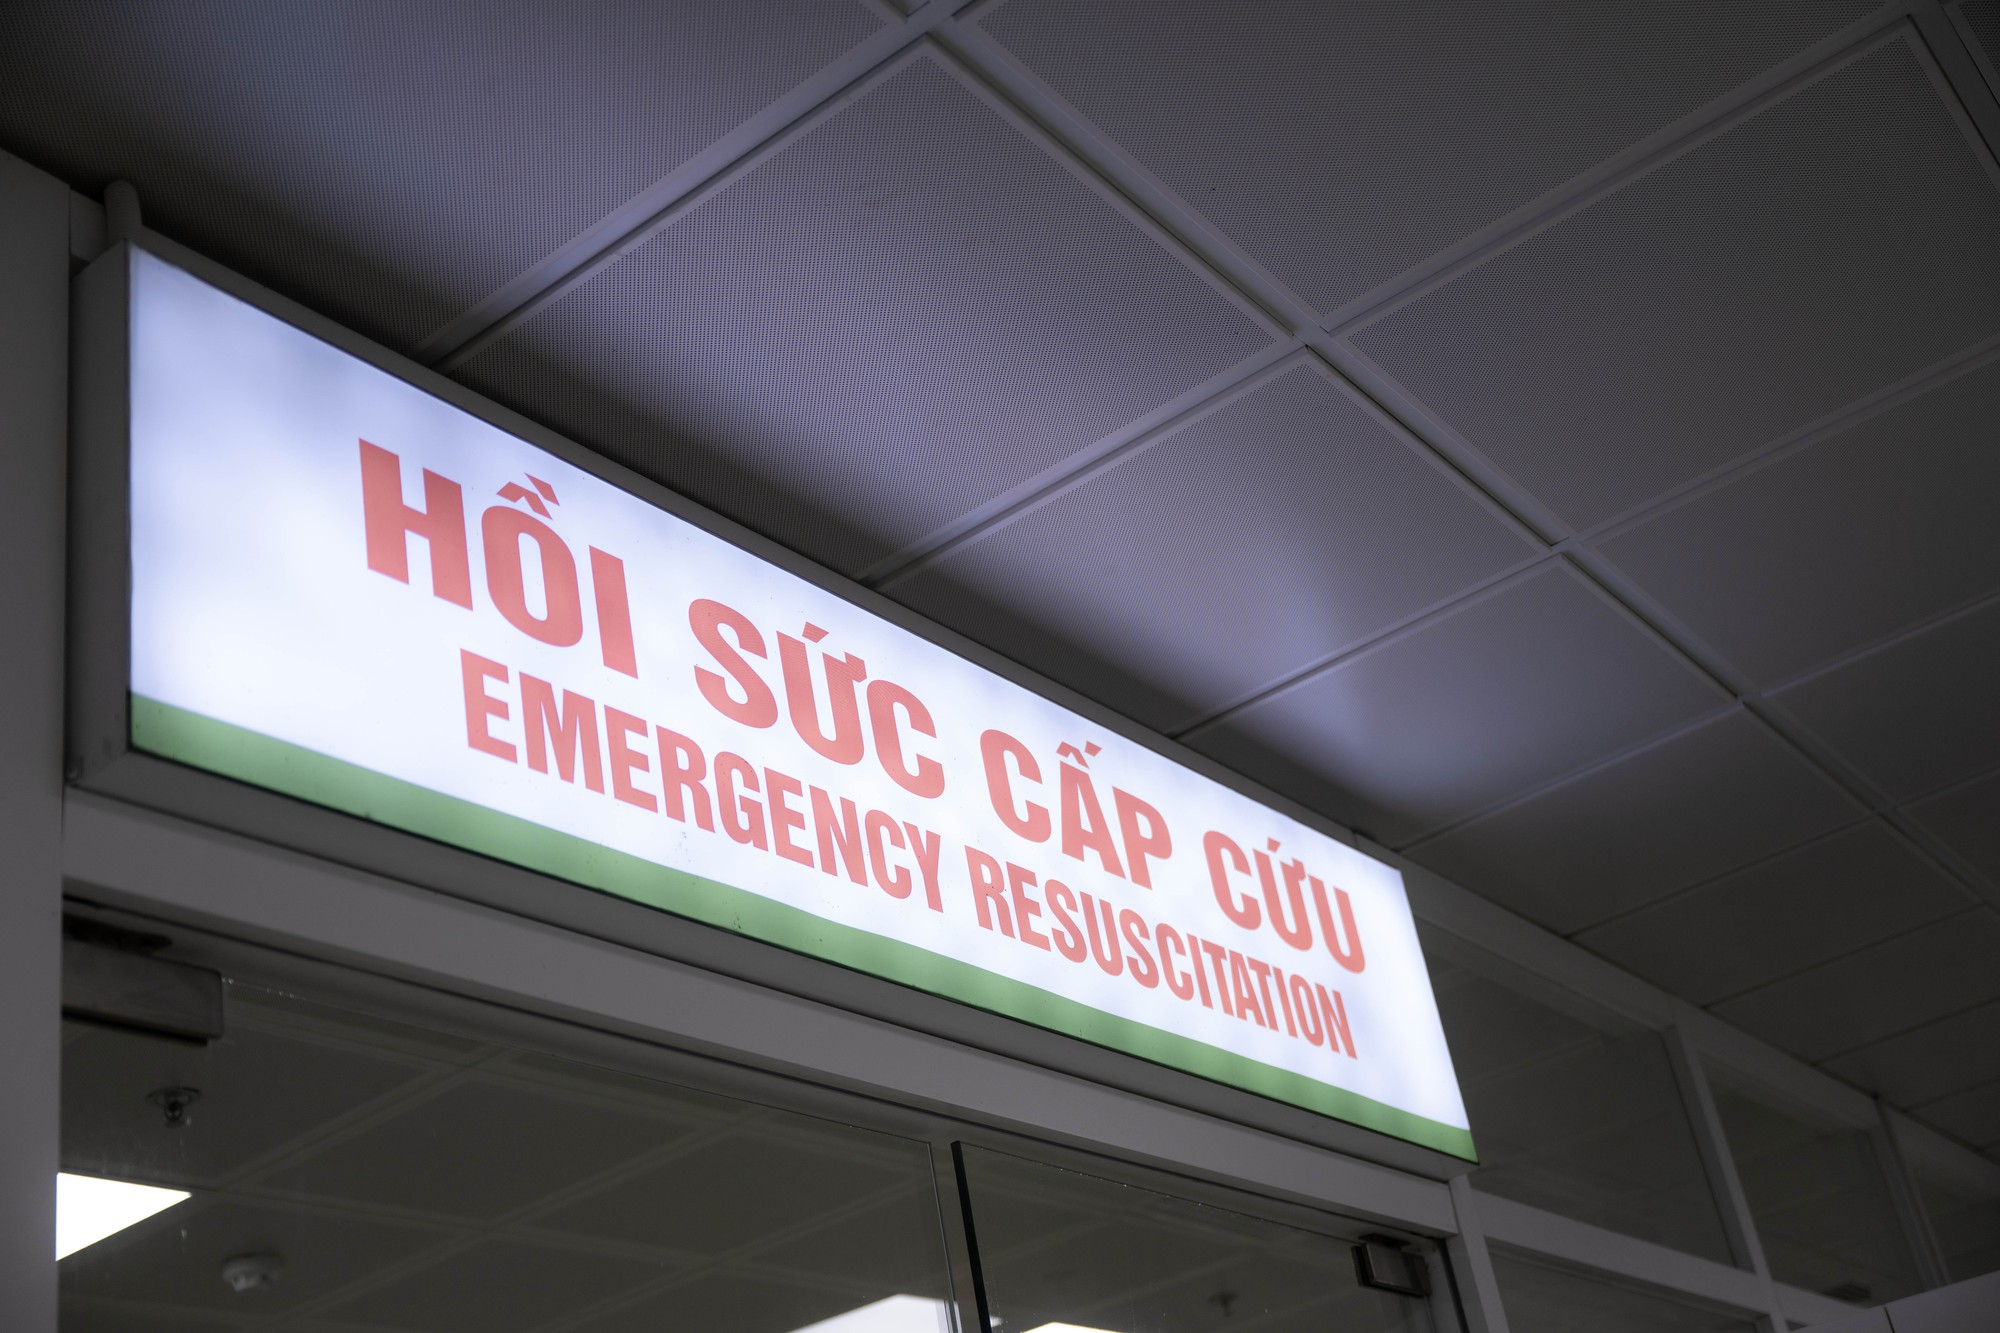 HỒI SỨC CẤP CỨU
EMERGENCY RESUSCITATION